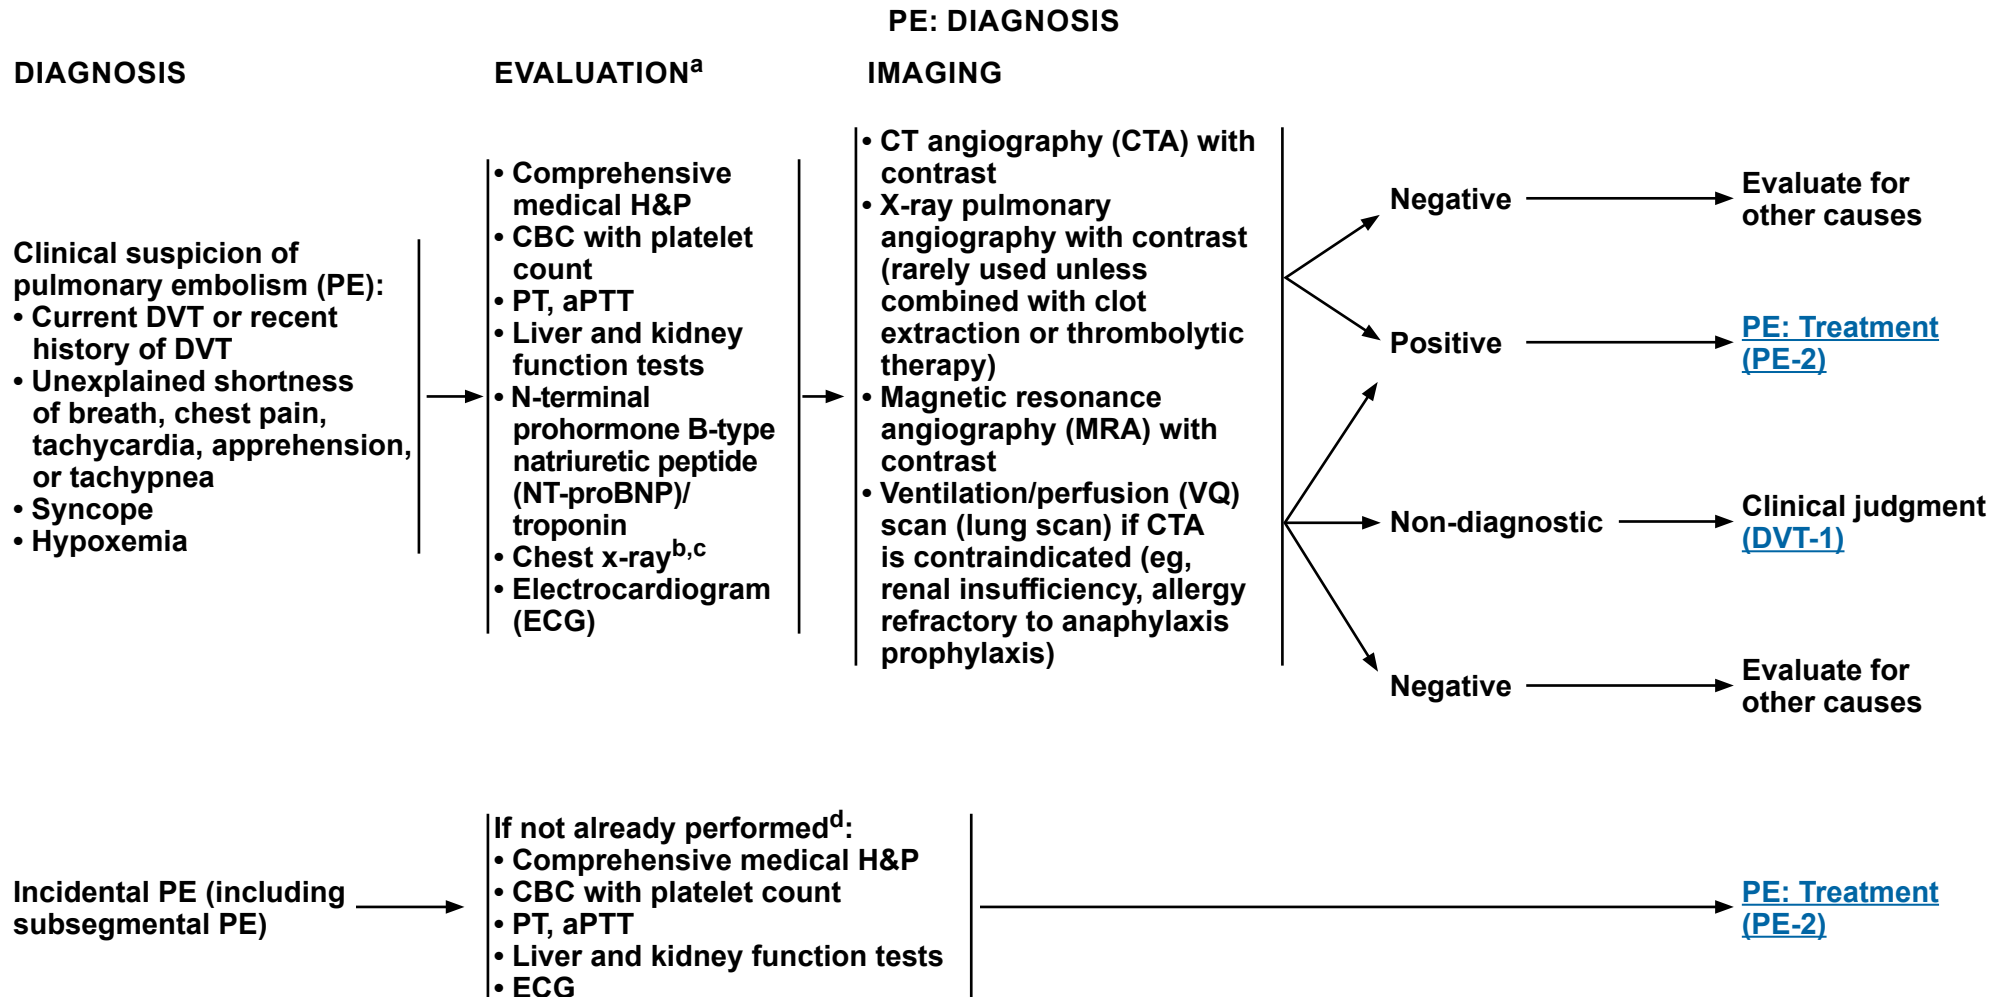 PE: DIAGNOSIS
DIAGNOSIS
EVALUATIONa
IMAGING
Clinical suspicion of
pulmonary embolism (PE):
• Current DVT or recent
history of DVT
• Unexplained shortness
of breath, chest pain,
tachycardia, apprehension,
or tachypnea
• Syncope
• Hypoxemia
• Comprehensive
medical H&P
• CBC with platelet
count
• PT, aPTT
• Liver and kidney
function tests
• N-terminal
prohormone B-type
natriuretic peptide
(NT-proBNP)/
troponin
• Chest x-rayb,c
• Electrocardiogram
(ECG)
• CT angiography (CTA) with
contrast
• X-ray pulmonary
angiography with contrast
(rarely used unless
combined with clot
extraction or thrombolytic
therapy)
• Magnetic resonance
angiography (MRA) with
contrast
• Ventilation/perfusion (VQ)
scan (lung scan) if CTA
is contraindicated (eg,
renal insufficiency, allergy
refractory to anaphylaxis
prophylaxis)
Negative
Evaluate for
other causes
Positive
PE: Treatment
(PE-2)
Non-diagnostic
Clinical judgment
(DVT-1)
Negative
Evaluate for
other causes
Incidental PE (including
subsegmental PE)
If not already performedd:
• Comprehensive medical H&P
• CBC with platelet count
• PT, aPTT
• Liver and kidney function tests
• ECG
PE: Treatment
(PE-2)